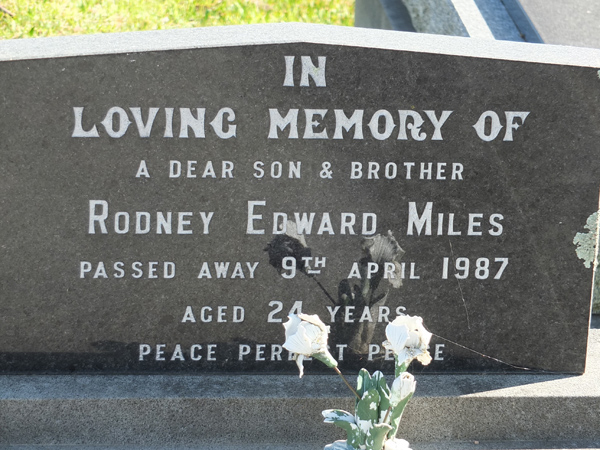 IN
LOVING MEMORY OF
A DEAR SON & BROTHER
RODNEY EDWARD MILES
PASSED AWAY 9TH APRIL 1987
AGED 24 YEARS
PEACE